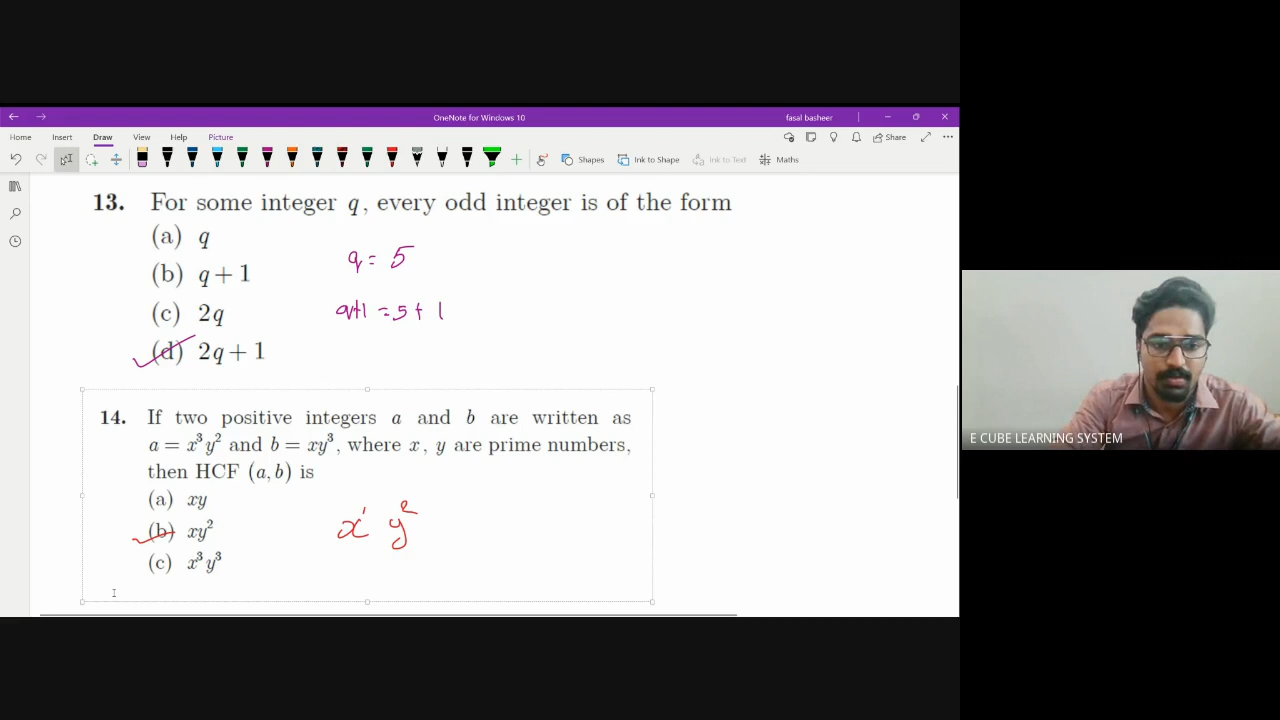 OneNote for Windows 10
fasal basheer
Home Insert Draw View Help Picture
Share
Shapes Ink to Shape Ink to Text Maths
13. For some integer q, every odd integer is of the form
(a) q
q = 5
(b) q + 1
(c) 2q
q+1 = 5 + 1
(d) 2q + 1
14. If two positive integers a and b are written as
a = x³y² and b = xy³, where x, y are prime numbers,
then HCF (a, b) is
(a) xy
(b) xy²
x¹ y²
(c) x³y³
E CUBE LEARNING SYSTEM